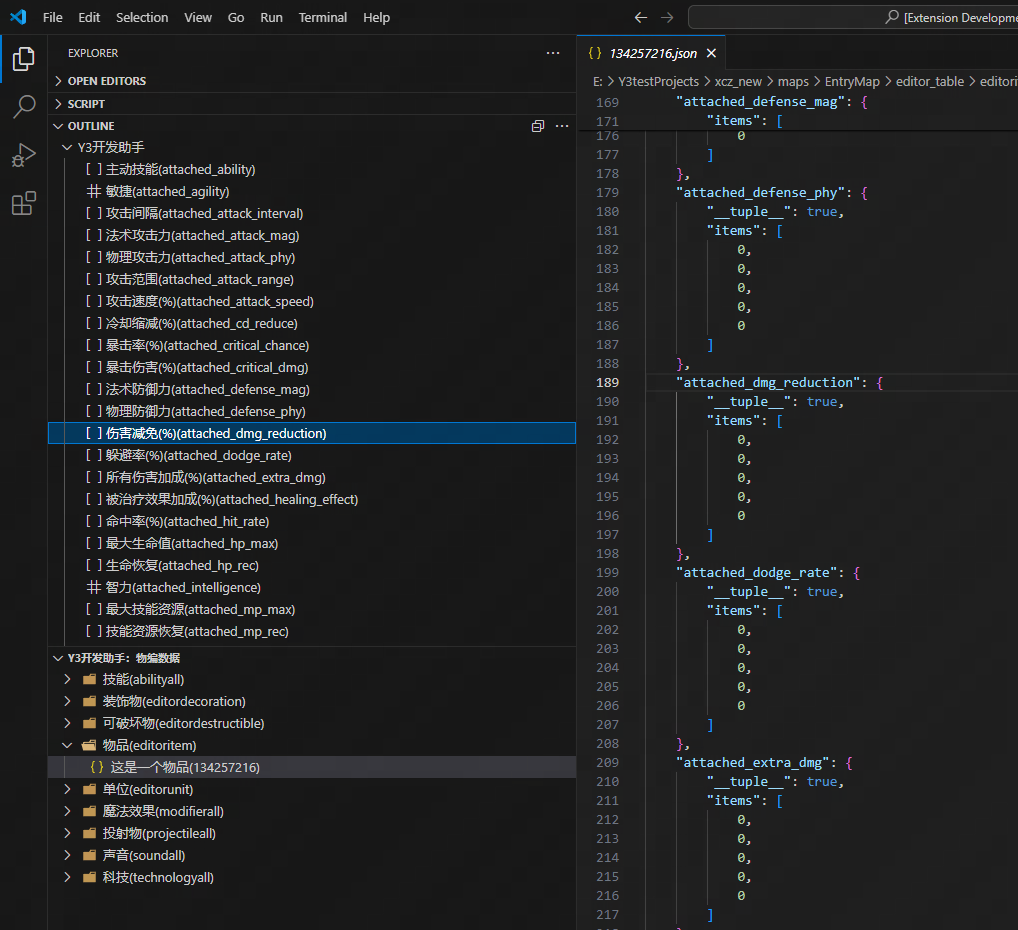 File Edit Selection View Go Run Terminal Help
[Extension Developme
EXPLORER
OPEN EDITORS
SCRIPT
OUTLINE
Y3开发助手
[ ] 主动技能(attached_ability)
敏捷(attached_agility)
[ ] 攻击间隔(attached_attack_interval)
[ ] 法术攻击力(attached_attack_mag)
[ ] 物理攻击力(attached_attack_phy)
[ ] 攻击范围(attached_attack_range)
[ ] 攻击速度(%)(attached_attack_speed)
[ ] 冷却缩减(%)(attached_cd_reduce)
[ ] 暴击率(%)(attached_critical_chance)
[ ] 暴击伤害(%)(attached_critical_dmg)
[ ] 法术防御力(attached_defense_mag)
[ ] 物理防御力(attached_defense_phy)
[ ] 伤害减免(%)(attached_dmg_reduction)
[ ] 躲避率(%)(attached_dodge_rate)
[ ] 所有伤害加成(%)(attached_extra_dmg)
[ ] 被治疗效果加成(%)(attached_healing_effect)
[ ] 命中率(%)(attached_hit_rate)
[ ] 最大生命值(attached_hp_max)
[ ] 生命恢复(attached_hp_rec)
智力(attached_intelligence)
[ ] 最大技能资源(attached_mp_max)
[ ] 技能资源恢复(attached_mp_rec)
Y3开发助手: 物编数据
技能(abilityall)
装饰物(editordecoration)
可破坏物(editordestructible)
物品(editoritem)
{} 这是一个物品(134257216)
单位(editorunit)
魔法效果(modifierall)
投射物(projectileall)
声音(soundall)
科技(technologyall)
{} 134257216.json
E: > Y3testProjects > xcz_new > maps > EntryMap > editor_table > editori
169 "attached_defense_mag": {
171 "items": [
176 0
177 ]
178 },
179 "attached_defense_phy": {
180 "__tuple__": true,
181 "items": [
182 0,
183 0,
184 0,
185 0,
186 0
187 ]
188 },
189 "attached_dmg_reduction": {
190 "__tuple__": true,
191 "items": [
192 0,
193 0,
194 0,
195 0,
196 0
197 ]
198 },
199 "attached_dodge_rate": {
200 "__tuple__": true,
201 "items": [
202 0,
203 0,
204 0,
205 0,
206 0
207 ]
208 },
209 "attached_extra_dmg": {
210 "__tuple__": true,
211 "items": [
212 0,
213 0,
214 0,
215 0,
216 0
217 ]